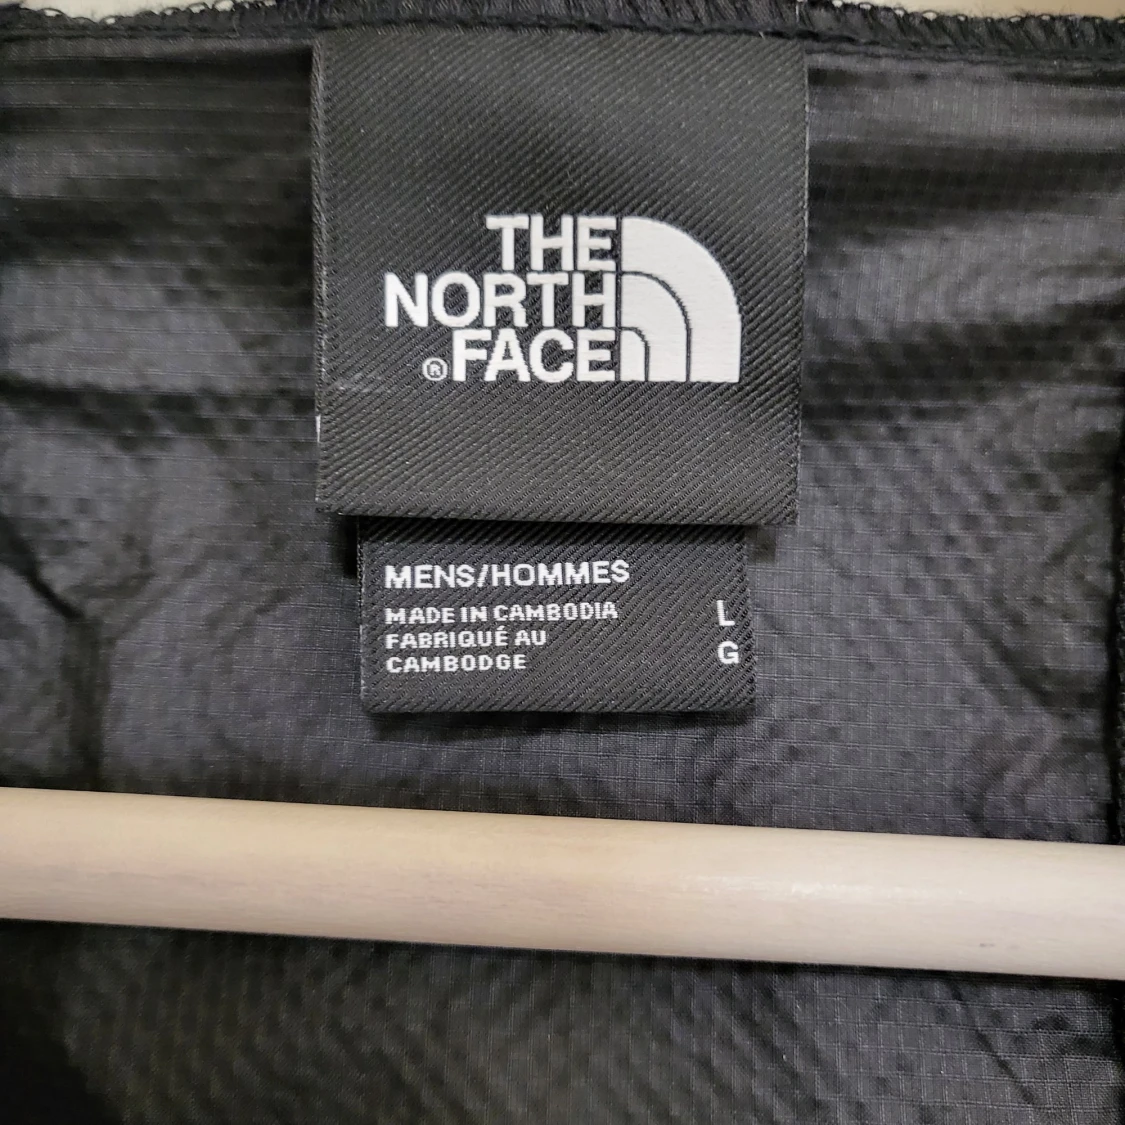 THE
NORTH
®FACE
MENS/HOMMES
MADE IN CAMBODIA L
FABRIQUÉ AU
CAMBODGE G